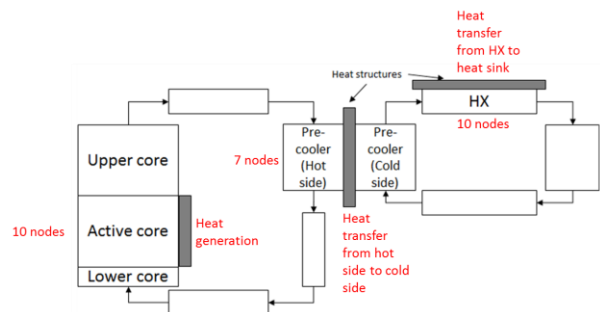 Heat
transfer
from HX to
heat sink
Heat structures
HX
10 nodes
Pre-
cooler
(Hot
side)
Pre-
cooler
(Cold
side)
7 nodes
Upper core
Active core
Lower core
10 nodes
Heat
generation
Heat
transfer
from hot
side to cold
side